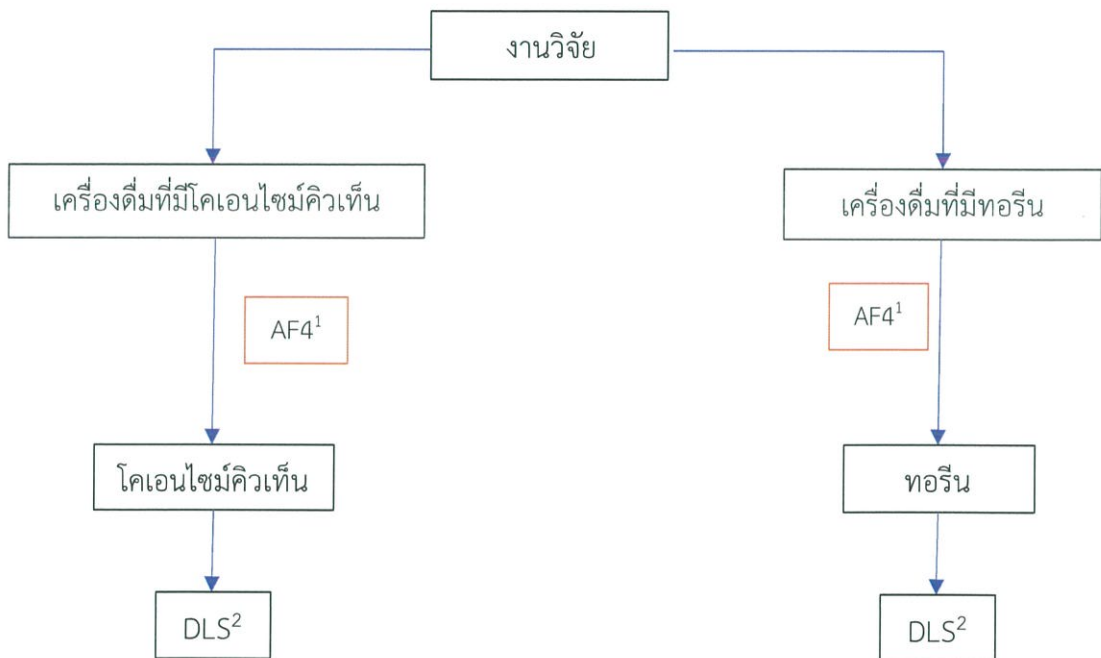 งานวิจัย
เครื่องดื่มที่มีโคเอนไซม์คิวเท็น
เครื่องดื่มที่มีทอรีน
AF4¹
AF4¹
โคเอนไซม์คิวเท็น
ทอรีน
DLS²
DLS²